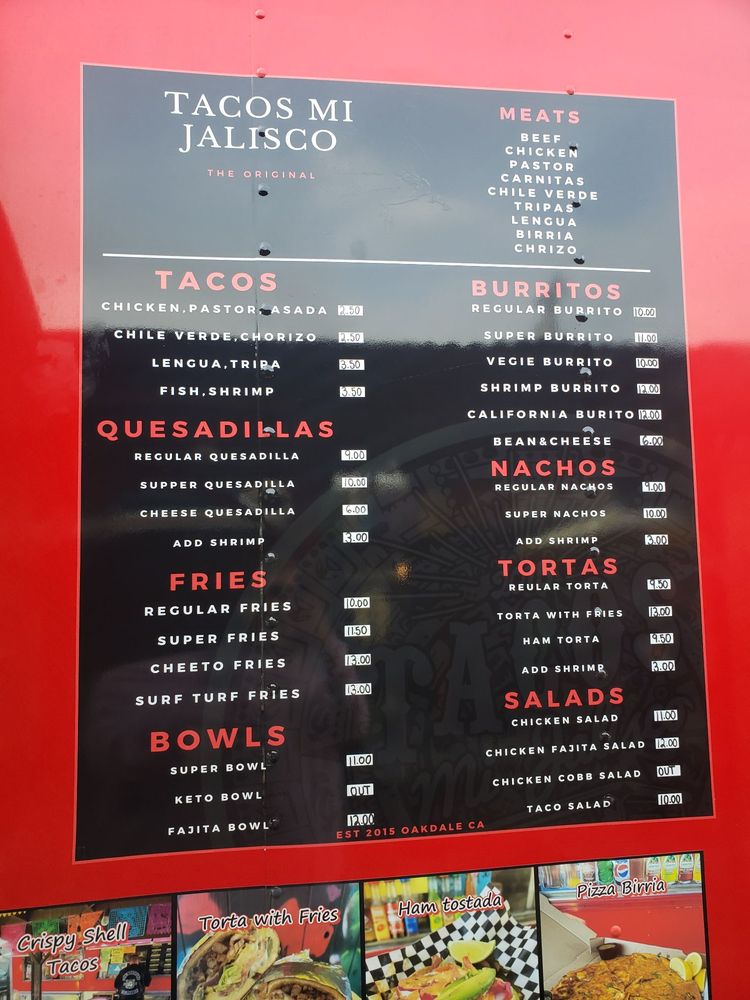 TACOS MI
JALISCO
THE ORIGINAL
MEATS
BEEF
CHICKEN
PASTOR
CARNITAS
CHILE VERDE
TRIPAS
LENGUA
BIRRIA
CHRIZO
TACOS
CHICKEN,PASTOR,ASADA 2.50
CHILE VERDE,CHORIZO 2.50
LENGUA,TRIPA 3.50
FISH,SHRIMP 3.50
QUESADILLAS
REGULAR QUESADILLA 9.00
SUPPER QUESADILLA 10.00
CHEESE QUESADILLA 6.00
ADD SHRIMP 3.00
FRIES
REGULAR FRIES 10.00
SUPER FRIES 11.50
CHEETO FRIES 13.00
SURF TURF FRIES 13.00
BOWLS
SUPER BOWL 11.00
KETO BOWL OUT
FAJITA BOWL 12.00
BURRITOS
REGULAR BURRITO 10.00
SUPER BURRITO 11.00
VEGIE BURRITO 10.00
SHRIMP BURRITO 12.00
CALIFORNIA BURITO 12.00
BEAN&CHEESE 6.00
NACHOS
REGULAR NACHOS 9.00
SUPER NACHOS 10.00
ADD SHRIMP 3.00
TORTAS
REULAR TORTA 9.50
TORTA WITH FRIES 12.00
HAM TORTA 9.50
ADD SHRIMP 3.00
SALADS
CHICKEN SALAD 11.00
CHICKEN FAJITA SALAD 12.00
CHICKEN COBB SALAD OUT
TACO SALAD 10.00
EST 2015 OAKDALE CA
Crispy Shell
Tacos
Torta with Fries
Ham tostada
Pizza Birria